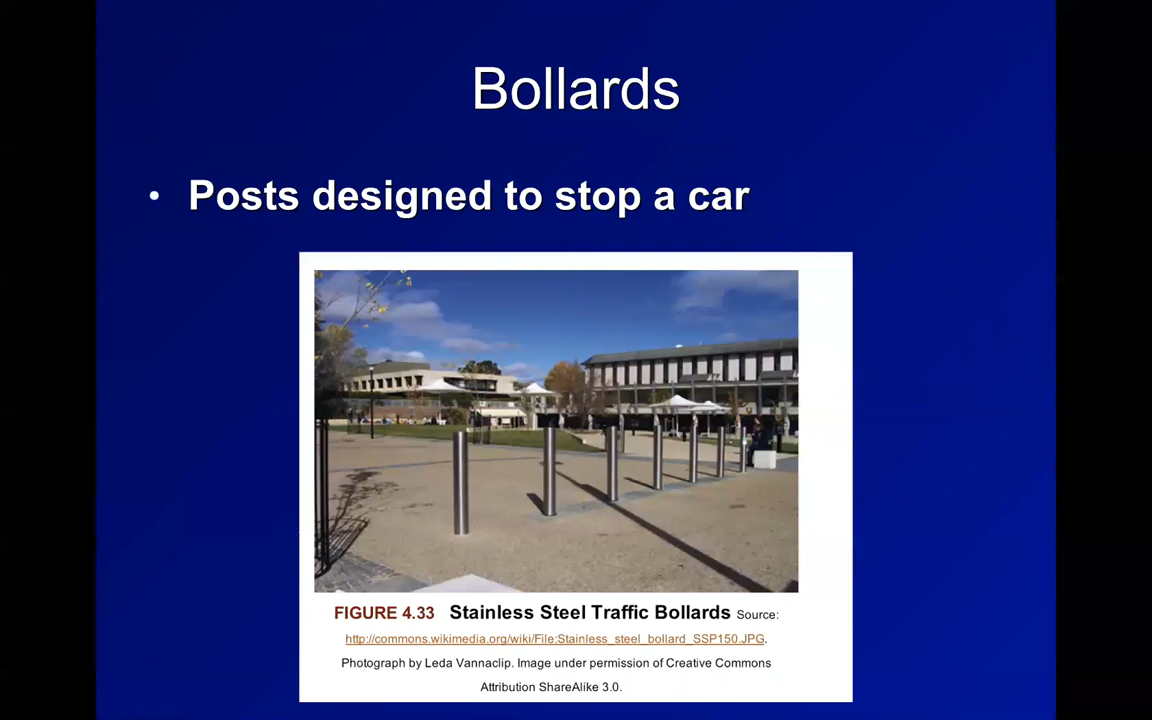 Bollards
• Posts designed to stop a car
FIGURE 4.33 Stainless Steel Traffic Bollards Source:
http://commons.wikimedia.org/wiki/File:Stainless_steel_bollard_SSP150.JPG.
Photograph by Leda Vannaclip. Image under permission of Creative Commons
Attribution ShareAlike 3.0.